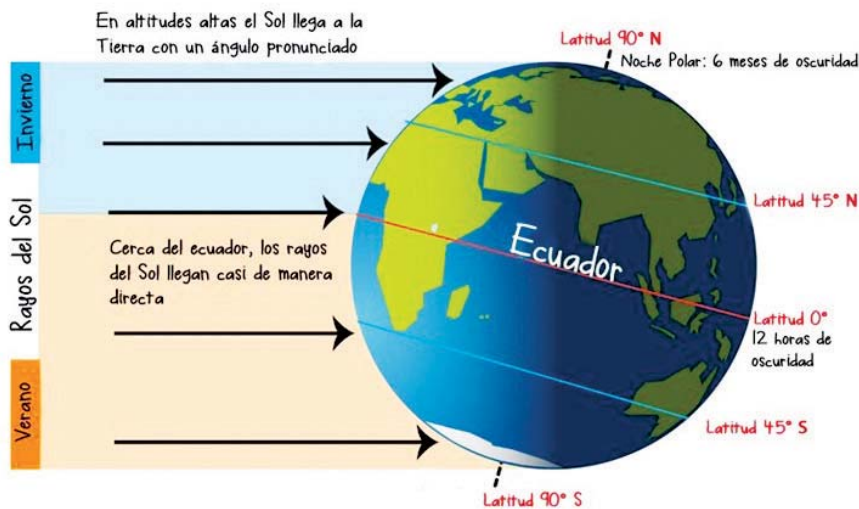 En altitudes altas el Sol llega a la
Tierra con un ángulo pronunciado
Latitud 90° N
Noche Polar: 6 meses de oscuridad
Invierno
Latitud 45° N
Rayos del Sol
Cerca del ecuador, los rayos
del Sol llegan casi de manera
directa
Ecuador
Latitud 0°
12 horas de
oscuridad
Verano
Latitud 45° S
Latitud 90° S